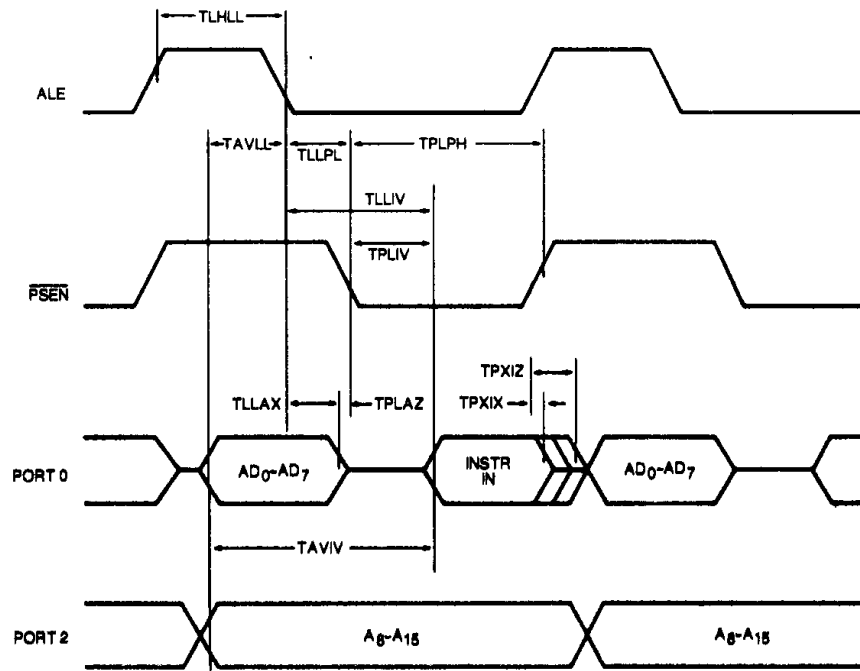 TLHLL
ALE
TAVLL TLLPL TPLPH
TLLIV
TPLIV
PSEN
TPXIZ
TLLAX TPLAZ TPXIX
PORT 0 AD0-AD7 INSTR IN AD0-AD7
TAVIV
PORT 2 A8-A15 A8-A15